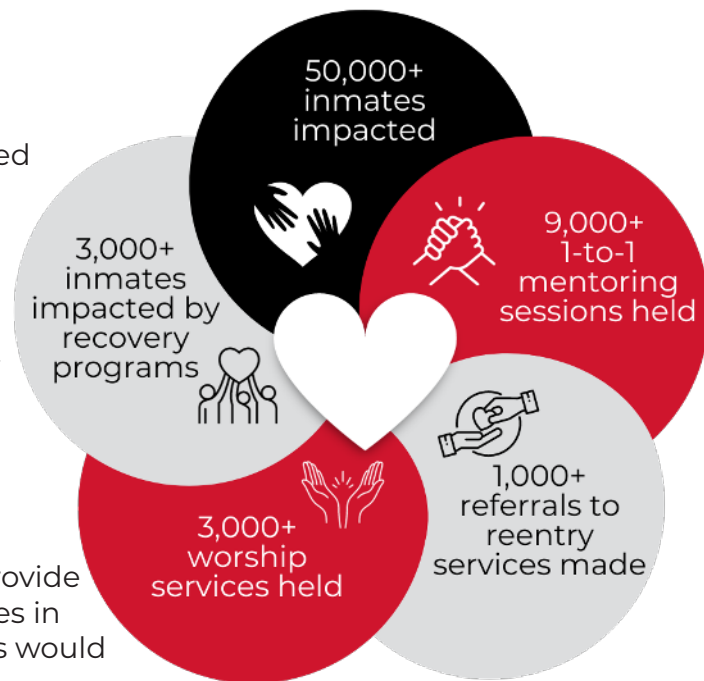 50,000+
inmates
impacted
9,000+
1-to-1
mentoring
sessions held
1,000+
referrals to
reentry
services made
3,000+
worship
services held
3,000+
inmates
impacted by
recovery
programs
ed
rovide
es in
s would